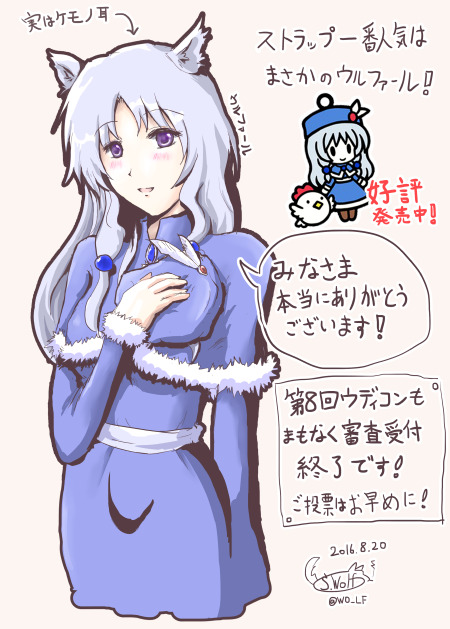 実はケモノ耳
ストラップ一番人気は
まさかのウルファール!
ウルファール
好評
発売中!
みなさま
本当にありがとう
ございます!
第8回ウディコンも
まもなく審査受付
終了です!
ご投票はお早めに!
2016.8.20
S.Wolf
@WO_LF